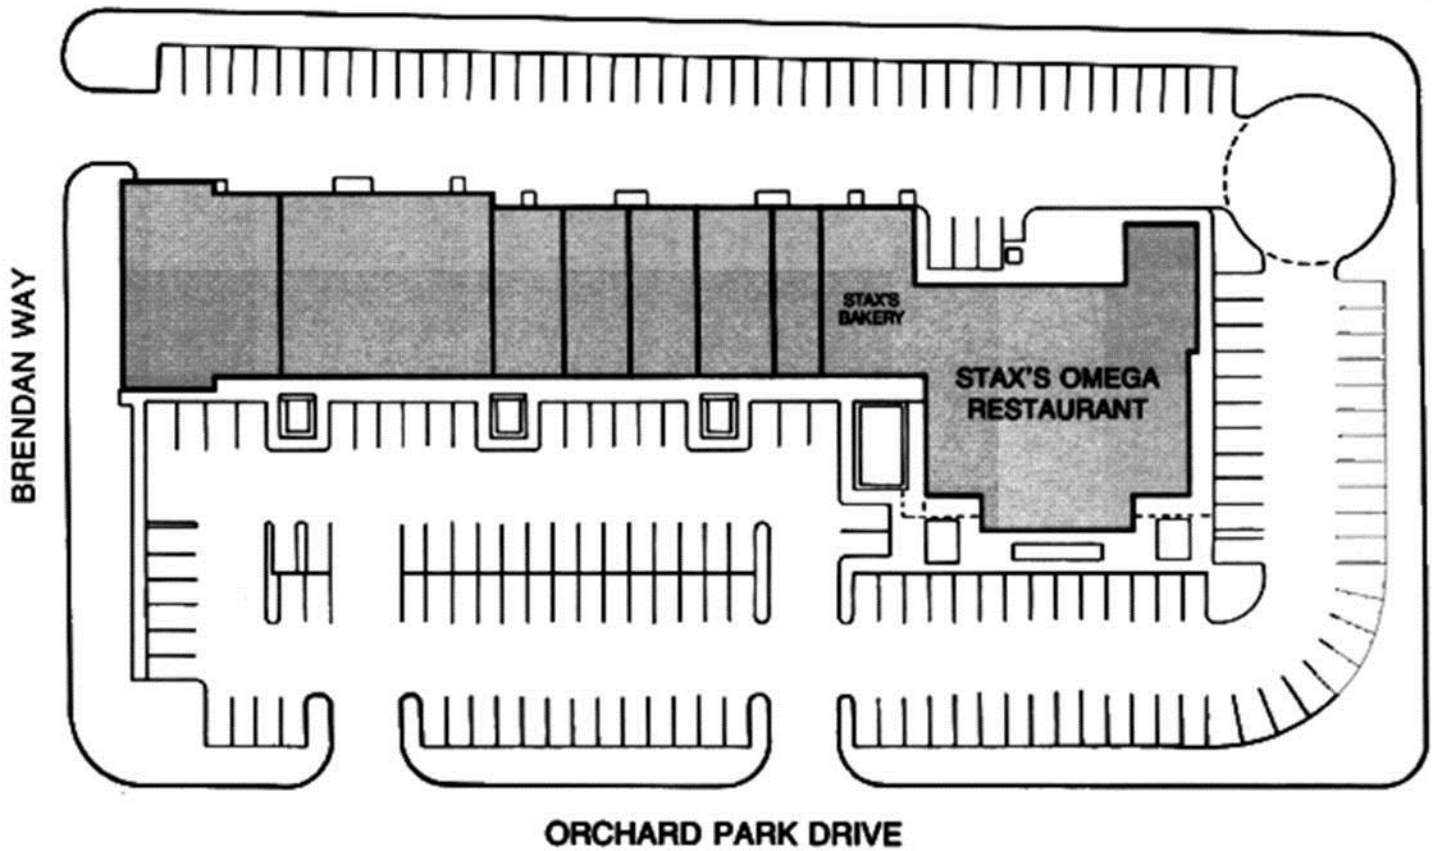 BRENDAN WAY
STAX'S
BAKERY
STAX'S OMEGA
RESTAURANT
ORCHARD PARK DRIVE